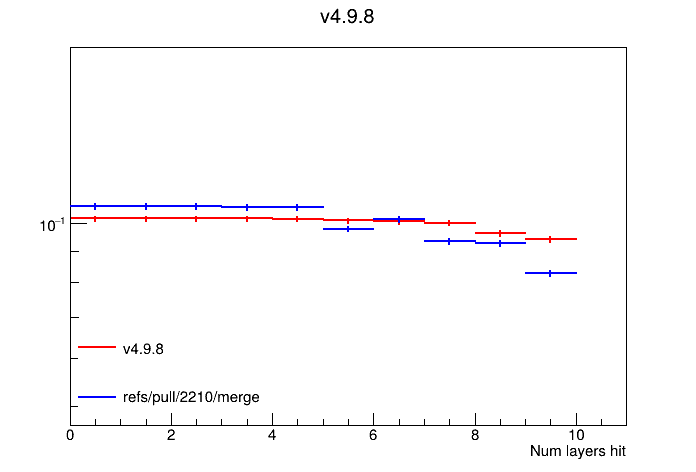 v4.9.8
10⁻¹
v4.9.8
refs/pull/2210/merge
0 2 4 6 8 10
Num layers hit